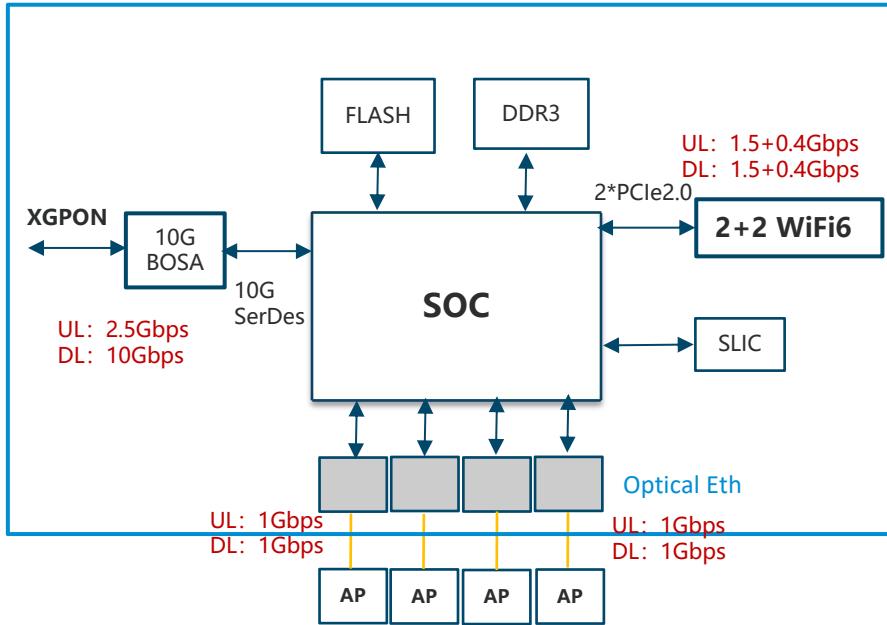 FLASH
DDR3
UL：1.5+0.4Gbps
DL：1.5+0.4Gbps
2*PCIe2.0
XGPON
10G
BOSA
2+2 WiFi6
10G
SerDes
SOC
UL：2.5Gbps
DL：10Gbps
SLIC
Optical Eth
UL：1Gbps
DL：1Gbps
UL：1Gbps
DL：1Gbps
AP
AP
AP
AP